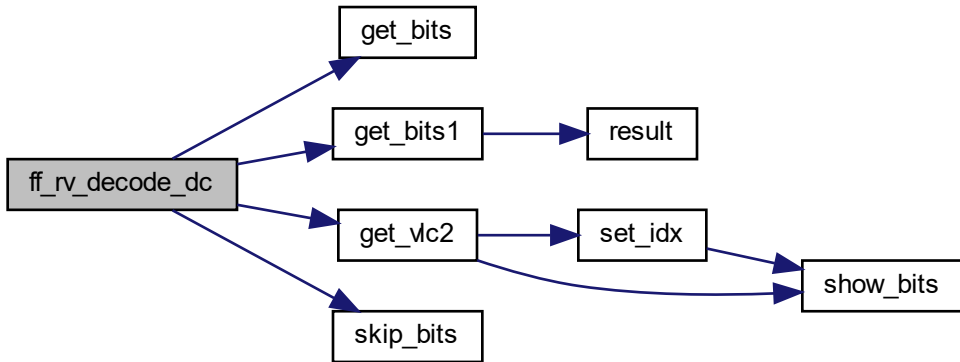 get_bits
get_bits1
result
ff_rv_decode_dc
get_vlc2
set_idx
show_bits
skip_bits